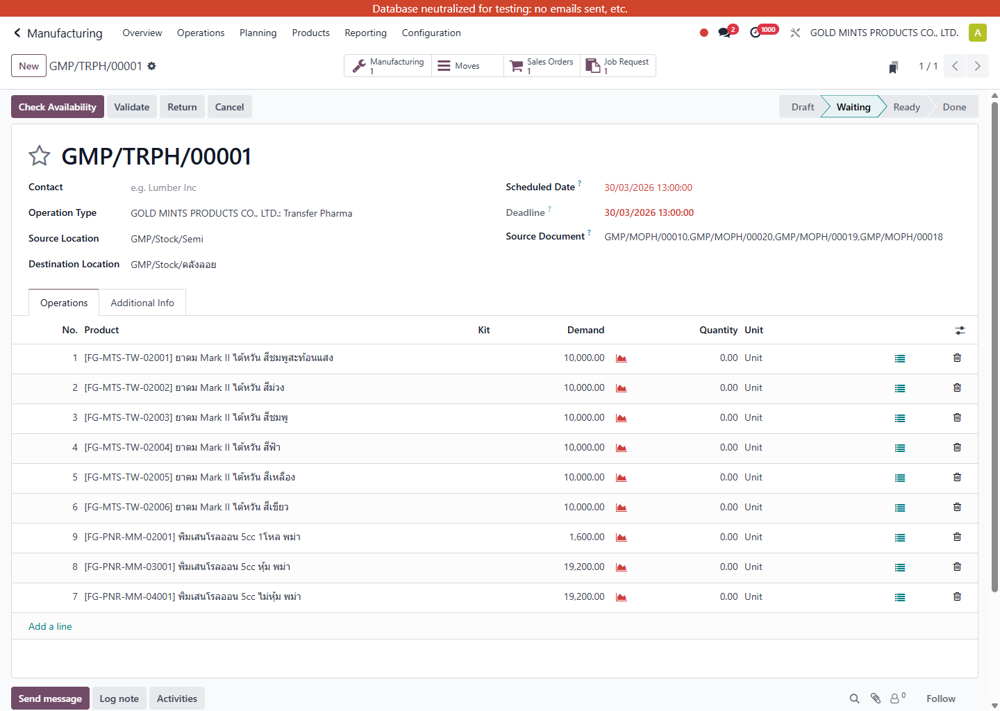 Database neutralized for testing: no emails sent, etc.
Manufacturing Overview Operations Planning Products Reporting Configuration 2 1000 GOLD MINTS PRODUCTS CO., LTD. A
New GMP/TRPH/00001 Manufacturing 1 Moves Sales Orders 1 Job Request 1 1 / 1
Check Availability Validate Return Cancel Draft Waiting Ready Done
GMP/TRPH/00001
Contact e.g. Lumber Inc Scheduled Date ? 30/03/2026 13:00:00
Operation Type GOLD MINTS PRODUCTS CO., LTD.: Transfer Pharma Deadline ? 30/03/2026 13:00:00
Source Location GMP/Stock/Semi Source Document ? GMP/MOPH/00010,GMP/MOPH/00020,GMP/MOPH/00019,GMP/MOPH/00018
Destination Location GMP/Stock/คลังลอย
Operations Additional Info
No. Product Kit Demand Quantity Unit
1 [FG-MTS-TW-02001] ยาดม Mark II ไต้หวัน สีชมพูสะท้อนแสง 10,000.00 0.00 Unit
2 [FG-MTS-TW-02002] ยาดม Mark II ไต้หวัน สีม่วง 10,000.00 0.00 Unit
3 [FG-MTS-TW-02003] ยาดม Mark II ไต้หวัน สีชมพู 10,000.00 0.00 Unit
4 [FG-MTS-TW-02004] ยาดม Mark II ไต้หวัน สีฟ้า 10,000.00 0.00 Unit
5 [FG-MTS-TW-02005] ยาดม Mark II ไต้หวัน สีเหลือง 10,000.00 0.00 Unit
6 [FG-MTS-TW-02006] ยาดม Mark II ไต้หวัน สีเขียว 10,000.00 0.00 Unit
9 [FG-PNR-MM-02001] พิมเสนโรลออน 5cc 1โหล พม่า 1,600.00 0.00 Unit
8 [FG-PNR-MM-03001] พิมเสนโรลออน 5cc หุ้ม พม่า 19,200.00 0.00 Unit
7 [FG-PNR-MM-04001] พิมเสนโรลออน 5cc ไม่หุ้ม พม่า 19,200.00 0.00 Unit
Add a line
Send message Log note Activities 0 Follow